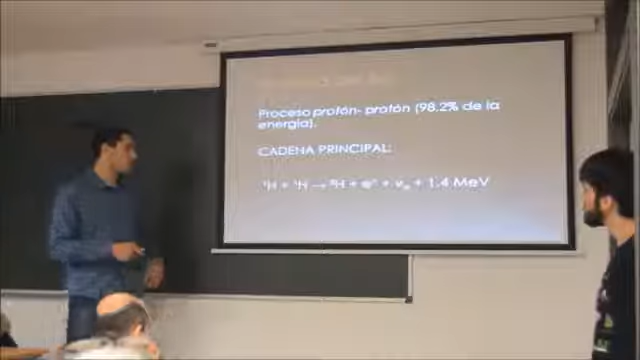 Proceso protón- protón (98.2% de la
energía).
CADENA PRINCIPAL:
¹H + ¹H → ²H + e⁺ + νₑ + 1.4 MeV